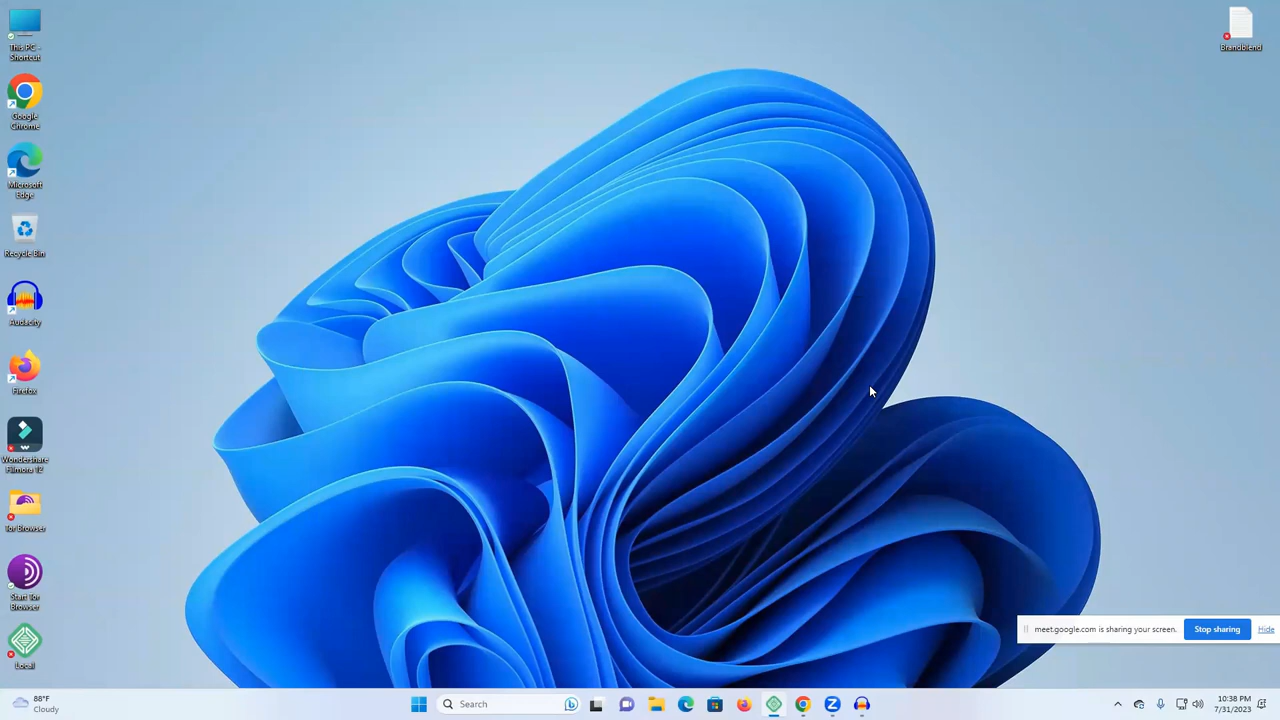 This PC -
Shortcut
Google
Chrome
Microsoft
Edge
Recycle Bin
Audacity
Firefox
Wondershare
Filmora 12
Tor Browser
Start Tor
Browser
Local
Brandblend
meet.google.com is sharing your screen.
Stop sharing
Hide
88°F
Cloudy
Search
10:38 PM
7/31/2023